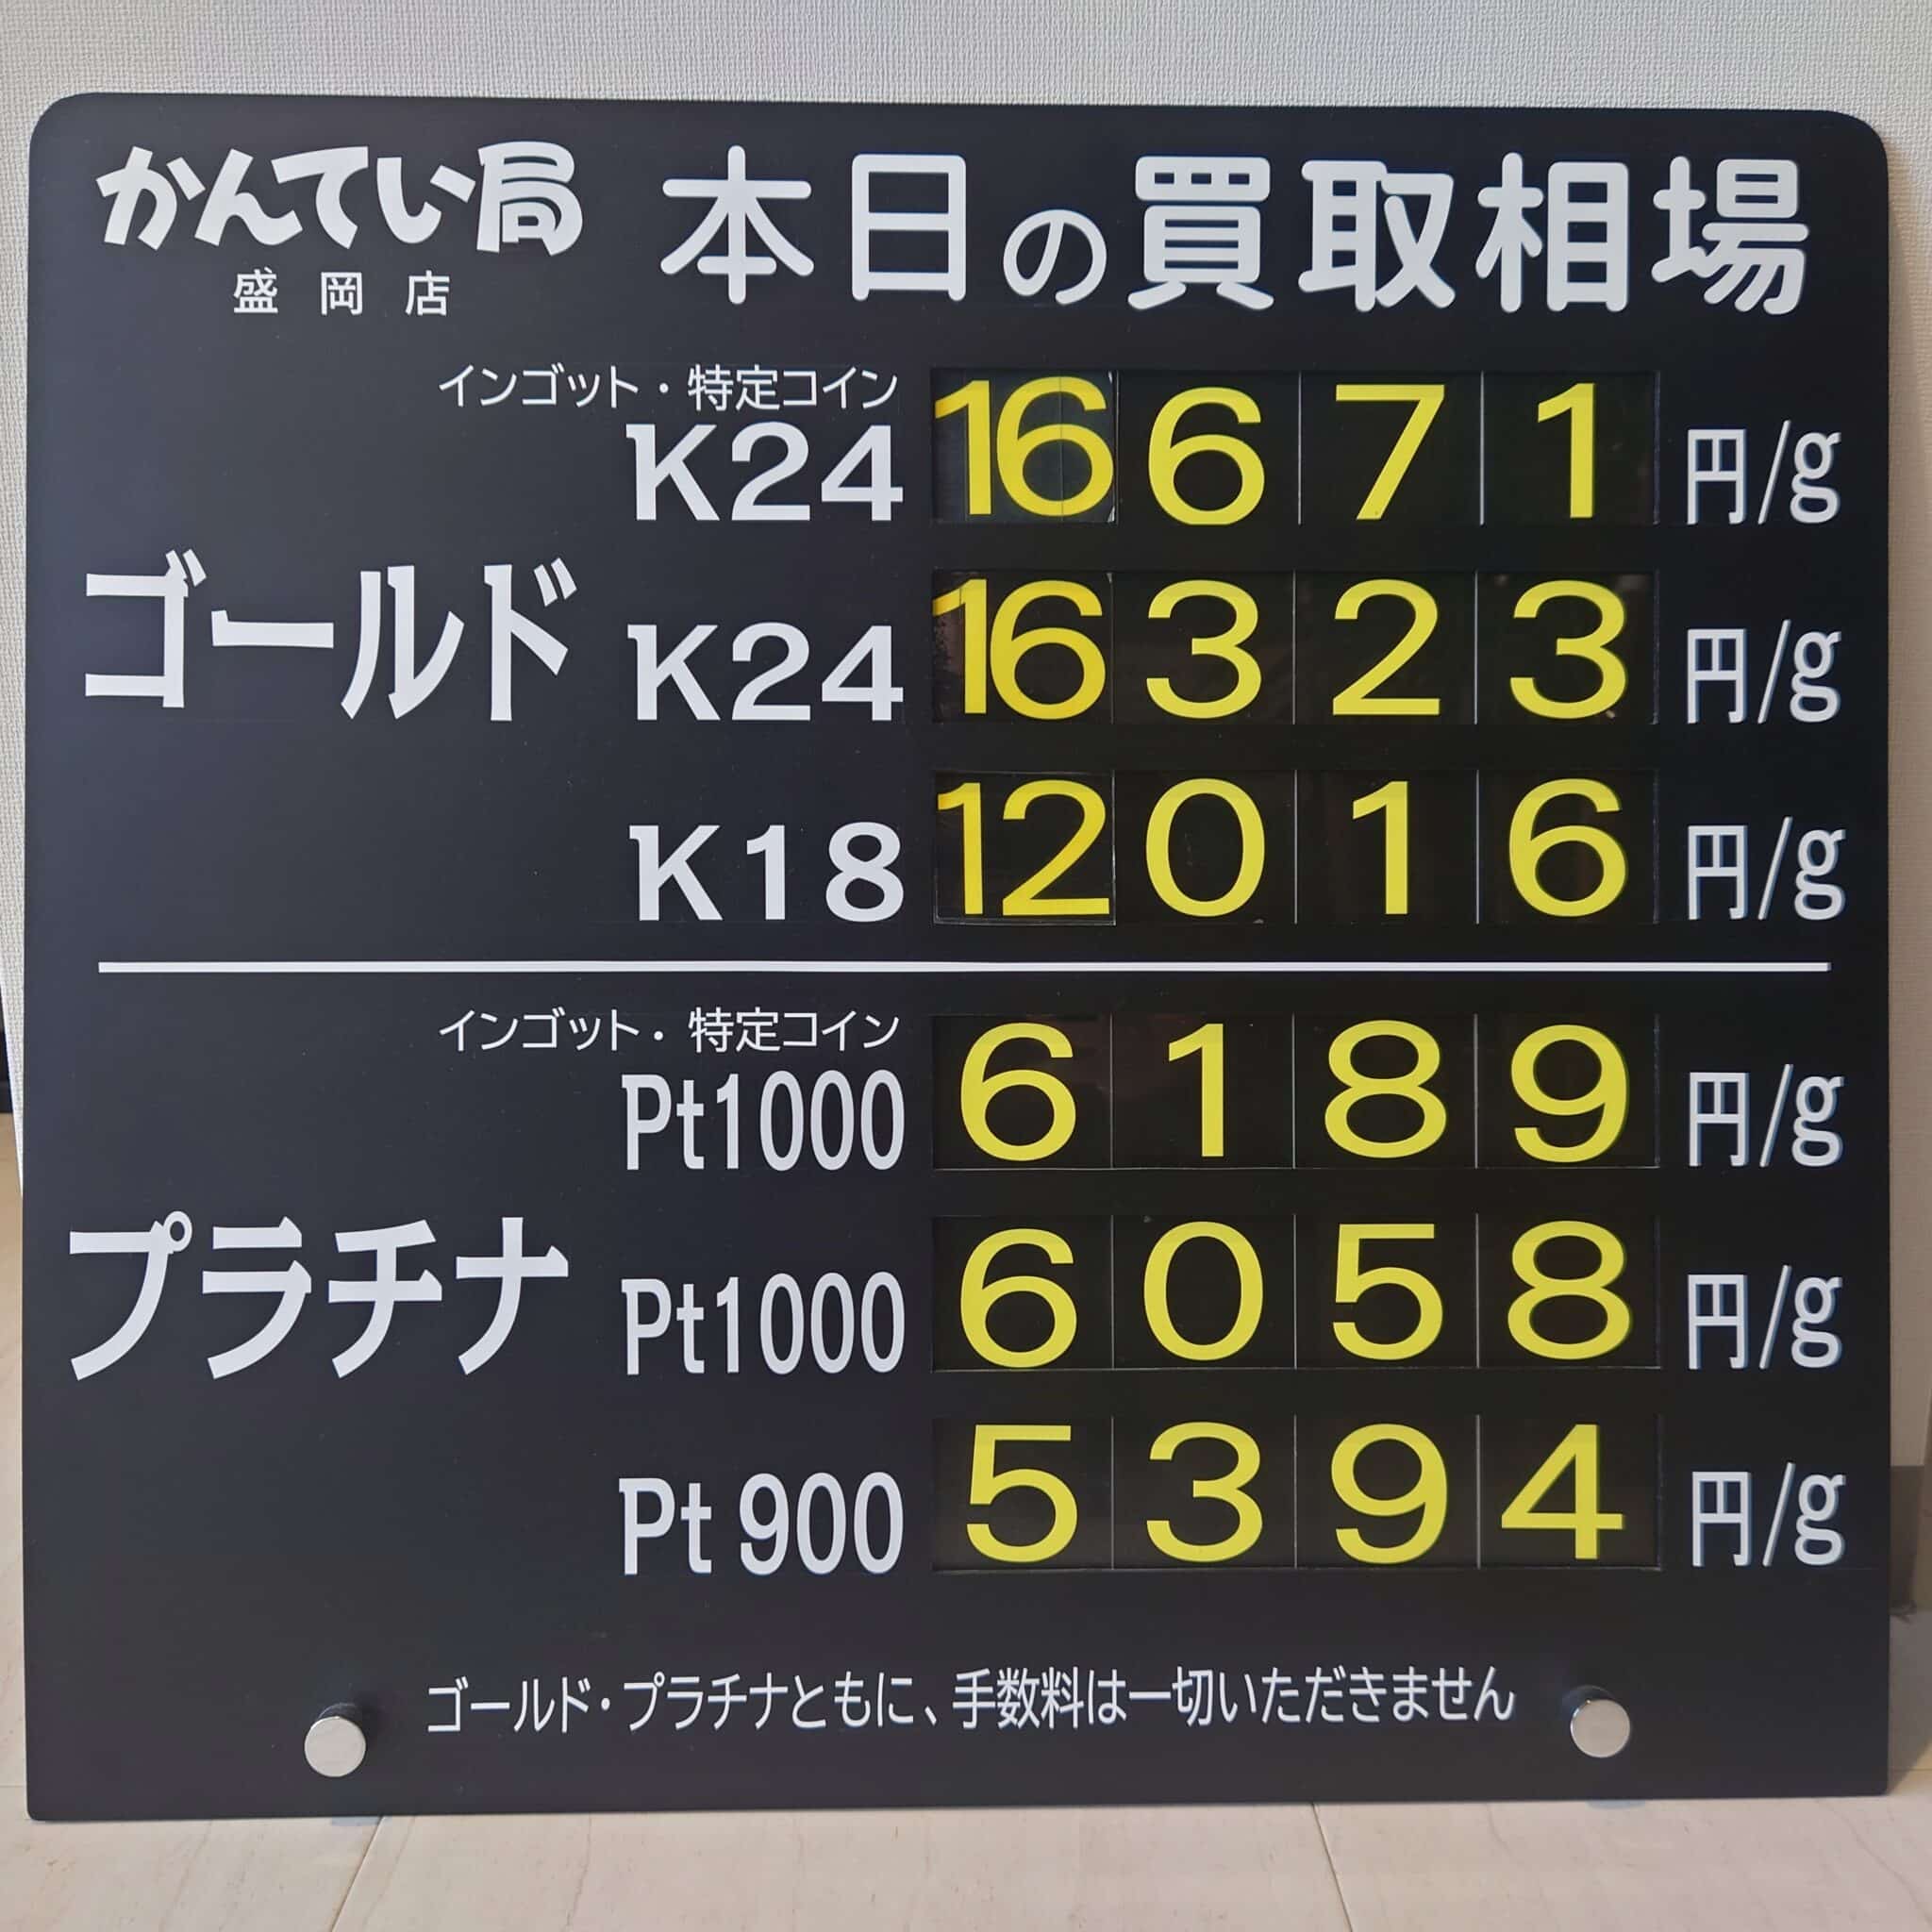 かんてい局 本日の買取相場
盛岡店
インゴット・特定コイン
K24 16671 円/g
ゴールド K24 16323 円/g
K18 12016 円/g
インゴット・特定コイン
Pt1000 6189 円/g
プラチナ Pt1000 6058 円/g
Pt 900 5394 円/g
ゴールド・プラチナともに、手数料は一切いただきません